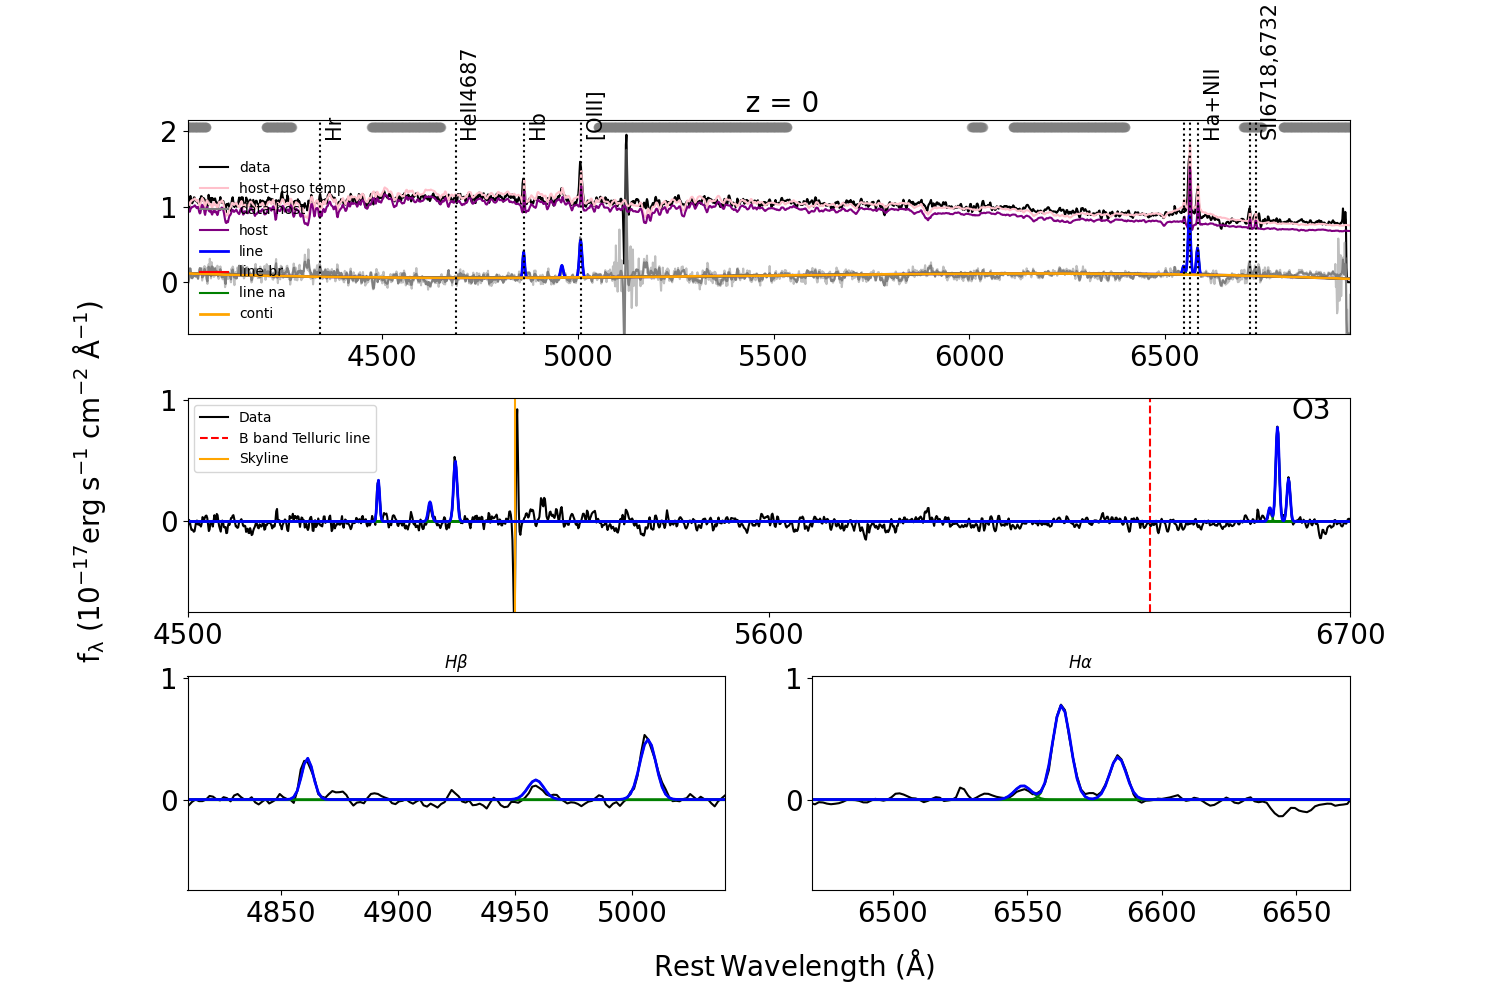 z = 0
Hr
HeII4687
Hb
[OIII]
Ha+NII
SII6718,6732
2
1
0
data
host+qso temp
data-host
host
line
line br
line na
conti
4500
5000
5500
6000
6500
f_λ (10^{-17} erg s^{-1} cm^{-2} Å^{-1})
1
0
Data
B band Telluric line
Skyline
O3
4500
5600
6700
Hβ
1
0
4850
4900
4950
5000
Hα
1
0
6500
6550
6600
6650
Rest Wavelength (Å)